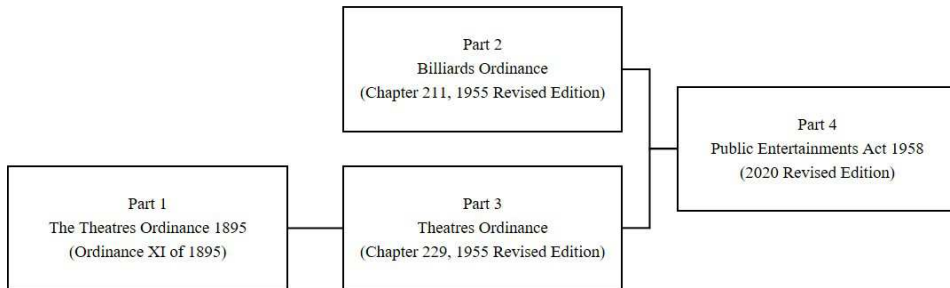 Part 2
Billiards Ordinance
(Chapter 211, 1955 Revised Edition)
Part 4
Public Entertainments Act 1958
(2020 Revised Edition)
Part 1
The Theatres Ordinance 1895
(Ordinance XI of 1895)
Part 3
Theatres Ordinance
(Chapter 229, 1955 Revised Edition)